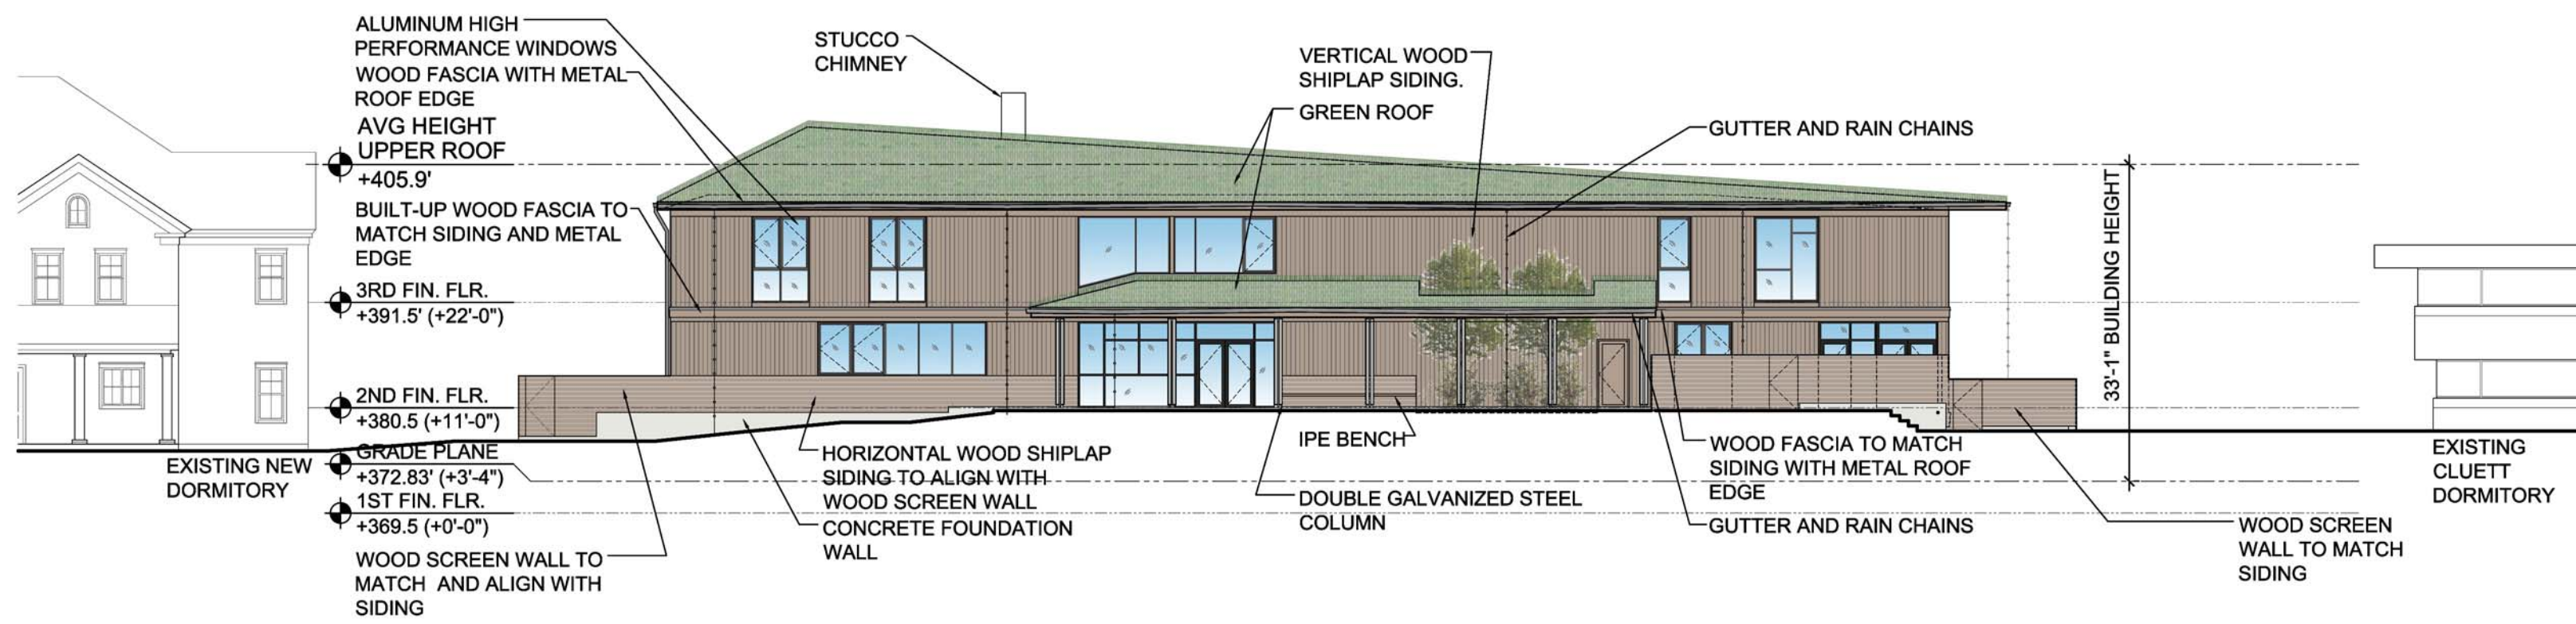 ALUMINUM HIGH
PERFORMANCE WINDOWS
WOOD FASCIA WITH METAL
ROOF EDGE
AVG HEIGHT
UPPER ROOF
+405.9'
BUILT-UP WOOD FASCIA TO
MATCH SIDING AND METAL
EDGE
3RD FIN. FLR.
+391.5' (+22'-0")
2ND FIN. FLR.
+380.5 (+11'-0")
GRADE PLANE
+372.83' (+3'-4")
1ST FIN. FLR.
+369.5 (+0'-0")
WOOD SCREEN WALL TO
MATCH AND ALIGN WITH
SIDING
EXISTING NEW
DORMITORY
STUCCO
CHIMNEY
VERTICAL WOOD
SHIPLAP SIDING.
GREEN ROOF
GUTTER AND RAIN CHAINS
33'-1" BUILDING HEIGHT
HORIZONTAL WOOD SHIPLAP
SIDING TO ALIGN WITH
WOOD SCREEN WALL
CONCRETE FOUNDATION
WALL
IPE BENCH
DOUBLE GALVANIZED STEEL
COLUMN
WOOD FASCIA TO MATCH
SIDING WITH METAL ROOF
EDGE
GUTTER AND RAIN CHAINS
WOOD SCREEN
WALL TO MATCH
SIDING
EXISTING
CLUETT
DORMITORY